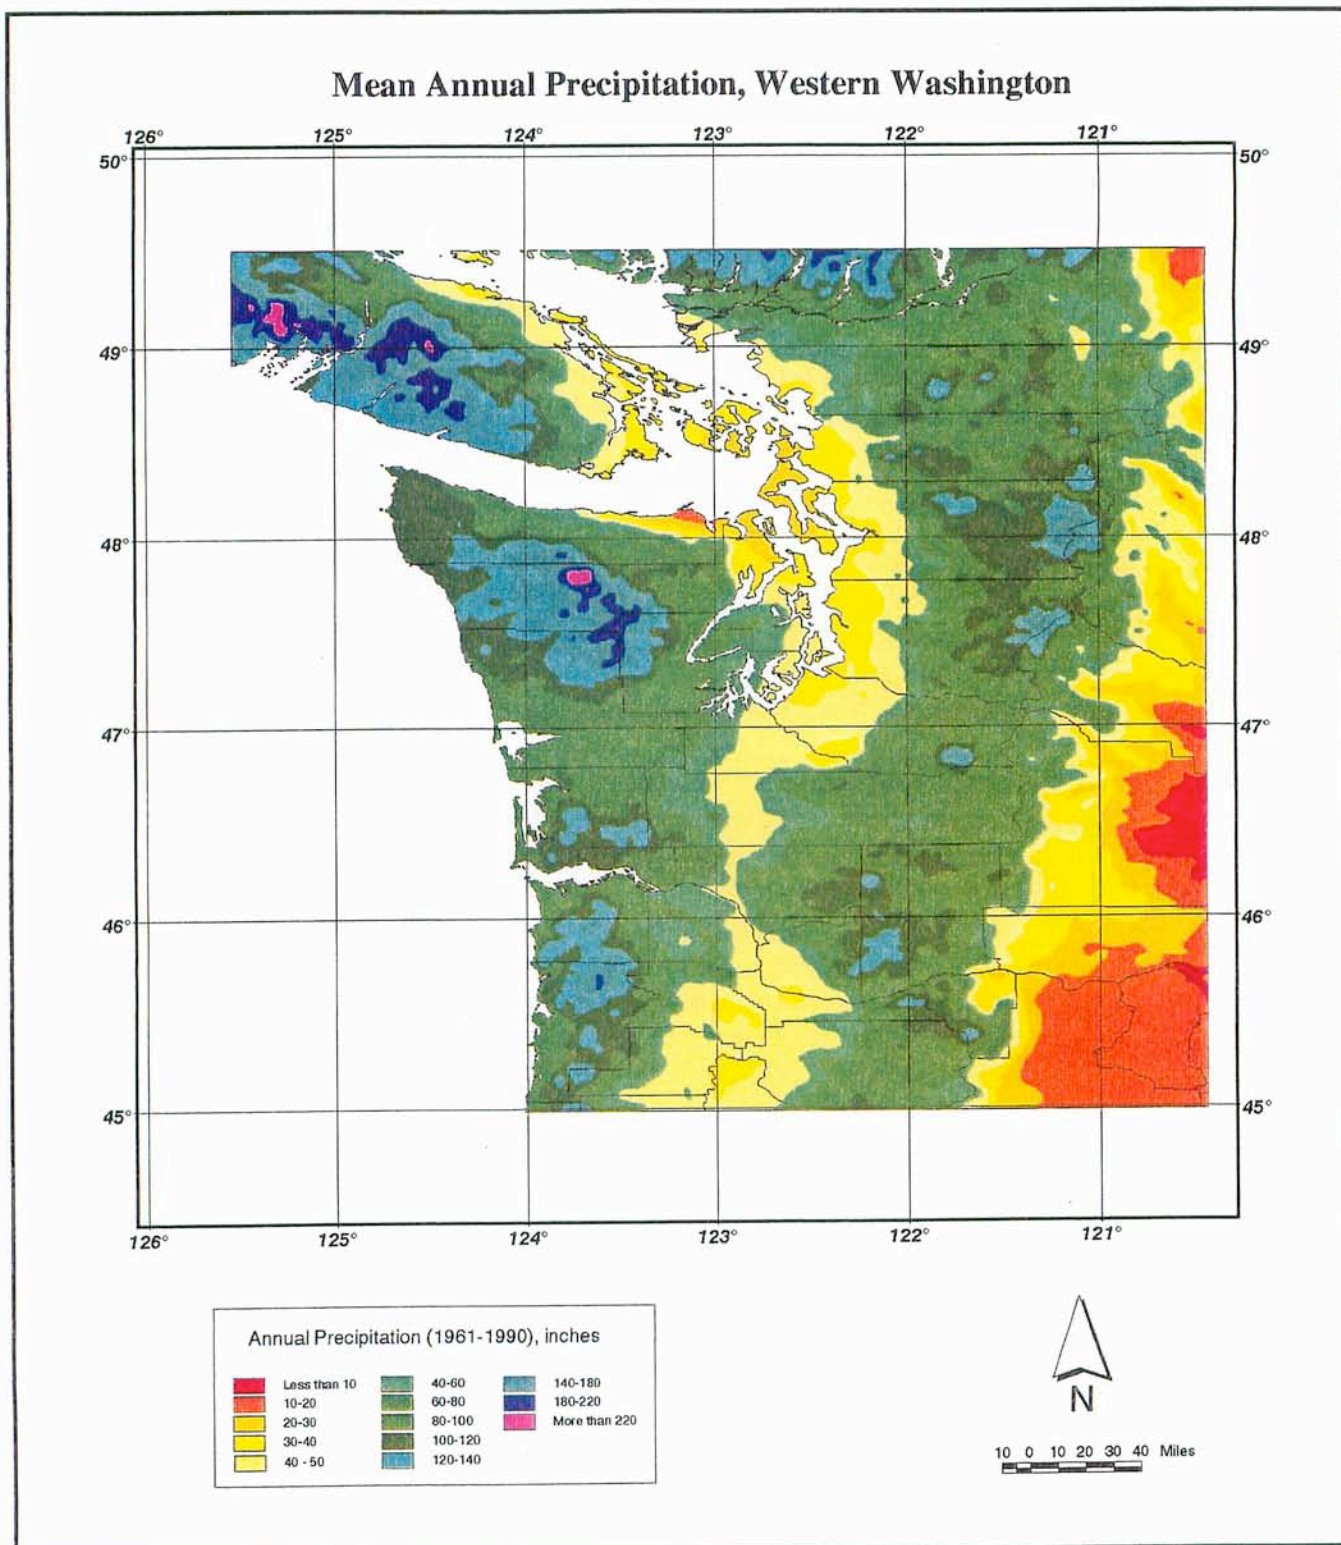 Mean Annual Precipitation, Western Washington
126° 125° 124° 123° 122° 121°
50° 50°
49° 49°
48° 48°
47° 47°
46° 46°
45° 45°
126° 125° 124° 123° 122° 121°
Annual Precipitation (1961-1990), inches
Less than 10 40-60 140-180
10-20 60-80 180-220
20-30 80-100 More than 220
30-40 100-120
40 - 50 120-140
N
10 0 10 20 30 40 Miles